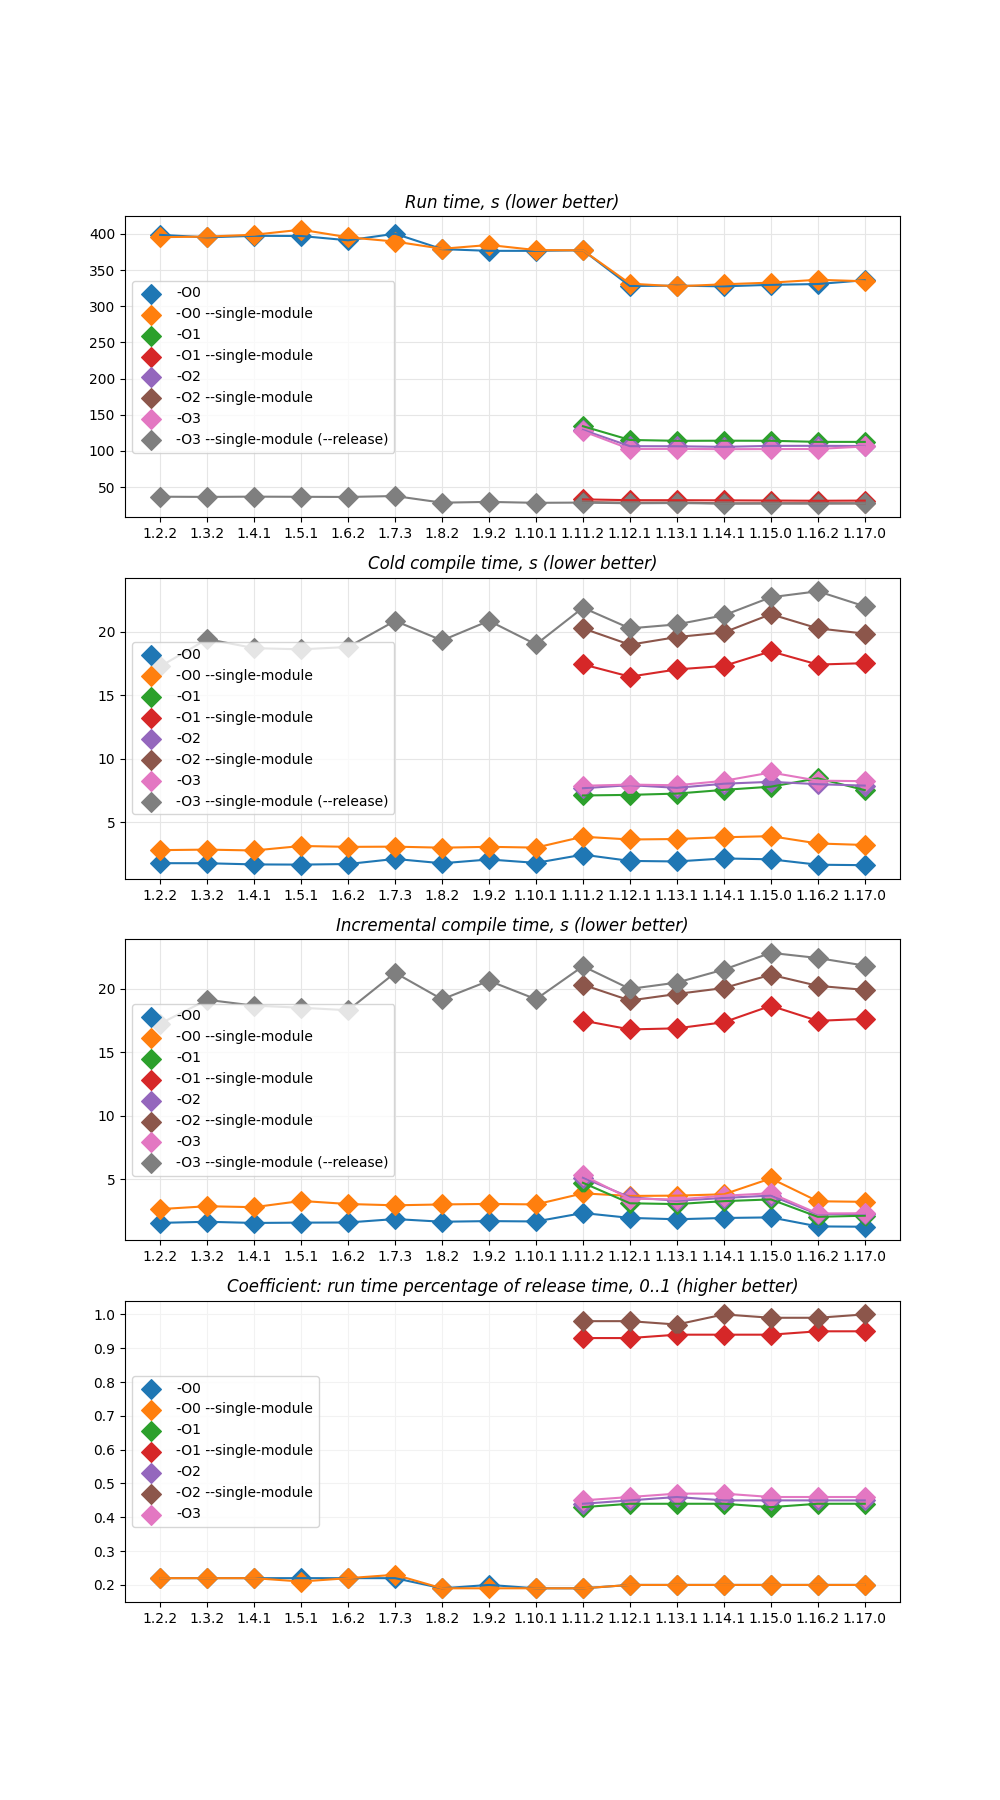 Run time, s (lower better)
400
350
300
250
200
150
100
50
-O0
-O0 --single-module
-O1
-O1 --single-module
-O2
-O2 --single-module
-O3
-O3 --single-module (--release)
1.2.2 1.3.2 1.4.1 1.5.1 1.6.2 1.7.3 1.8.2 1.9.2 1.10.1 1.11.2 1.12.1 1.13.1 1.14.1 1.15.0 1.16.2 1.17.0
Cold compile time, s (lower better)
20
15
10
5
-O0
-O0 --single-module
-O1
-O1 --single-module
-O2
-O2 --single-module
-O3
-O3 --single-module (--release)
1.2.2 1.3.2 1.4.1 1.5.1 1.6.2 1.7.3 1.8.2 1.9.2 1.10.1 1.11.2 1.12.1 1.13.1 1.14.1 1.15.0 1.16.2 1.17.0
Incremental compile time, s (lower better)
20
15
10
5
-O0
-O0 --single-module
-O1
-O1 --single-module
-O2
-O2 --single-module
-O3
-O3 --single-module (--release)
1.2.2 1.3.2 1.4.1 1.5.1 1.6.2 1.7.3 1.8.2 1.9.2 1.10.1 1.11.2 1.12.1 1.13.1 1.14.1 1.15.0 1.16.2 1.17.0
Coefficient: run time percentage of release time, 0..1 (higher better)
1.0
0.9
0.8
0.7
0.6
0.5
0.4
0.3
0.2
-O0
-O0 --single-module
-O1
-O1 --single-module
-O2
-O2 --single-module
-O3
1.2.2 1.3.2 1.4.1 1.5.1 1.6.2 1.7.3 1.8.2 1.9.2 1.10.1 1.11.2 1.12.1 1.13.1 1.14.1 1.15.0 1.16.2 1.17.0